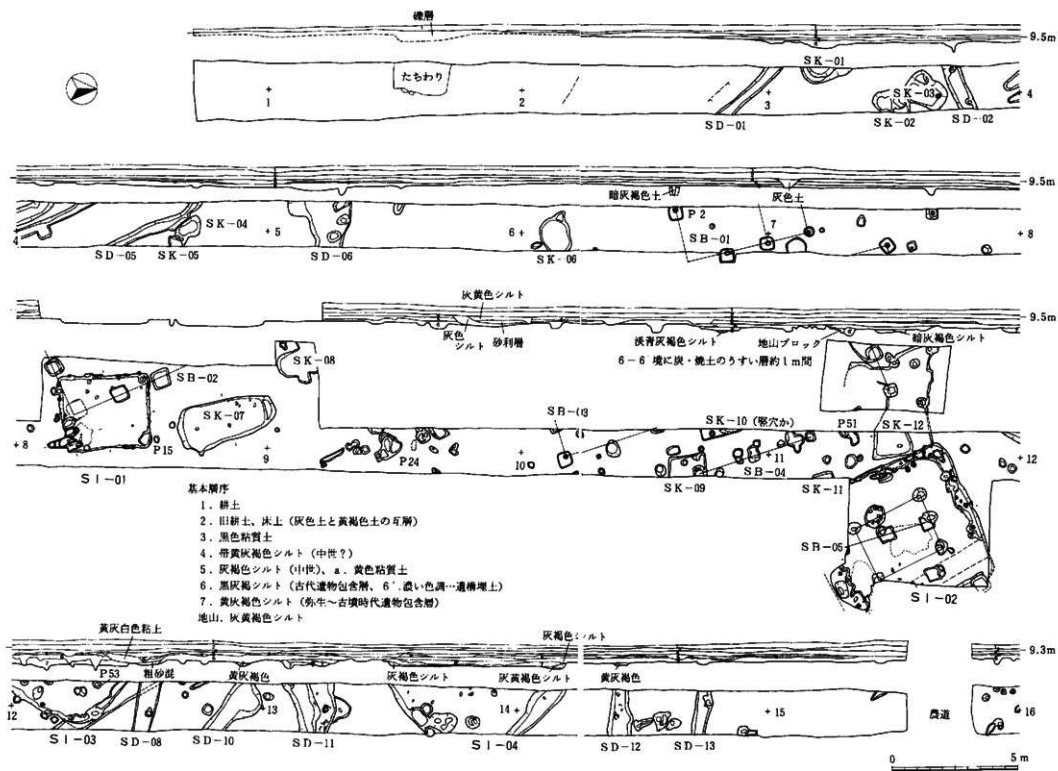 礫層
9.5m
SK-01
たちわり
SK-03
1
2
3
4
SD-01
SK-02
SD-02
9.5m
暗灰褐色土
灰色土
P2
SK-04
4
5
6
7
8
SB-01
SD-05
SK-05
SD-06
SK-06
灰黄色シルト
9.5m
灰色
シルト
砂利層
淡青灰褐色シルト
地山ブロック
暗灰褐色シルト
6-6 境に炭・焼土のうすい層約1m間
SK-08
SB-02
SK-07
SB-03
SK-10(竪穴か)
P51
SK-12
8
P15
9
P24
10
11
12
SI-01
SK-09
SB-04
SK-11
基本層序
1. 耕土
2. 旧耕土、床土(灰色土と黄褐色土の互層)
3. 黒色粘質土
4. 帯黄灰褐色シルト(中世?)
5. 灰褐色シルト(中世)、a. 黄色粘質土
6. 黒灰褐シルト(古代遺物包含層、6´.濃い色調…遺構埋土)
7. 黄灰褐色シルト(弥生~古墳時代遺物包含層)
地山. 灰黄褐色シルト
SB-05
SI-02
黄灰白色粘土
灰褐色シルト
9.3m
P53
粗砂混
黄灰褐色
灰褐色シルト
灰黄褐色シルト
黄灰褐色
12
13
14
15
農道
16
SI-03
SD-08
SD-10
SD-11
SI-04
SD-12
SD-13
0
5 m